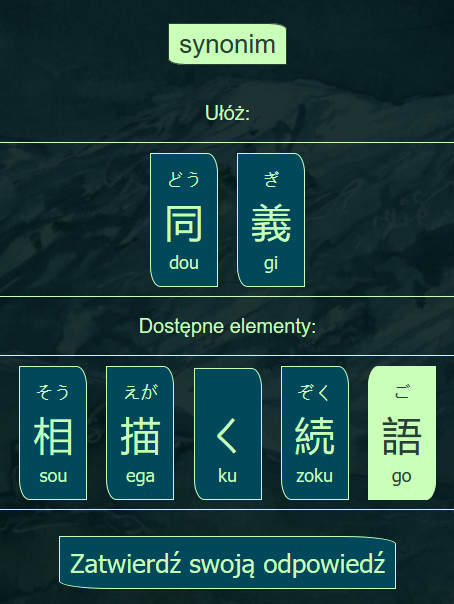 synonim
Ułóż:
どう ぎ
同 義
dou gi
Dostępne elementy:
そう えが ぞく ご
相 描 く 続 語
sou ega ku zoku go
Zatwierdź swoją odpowiedź